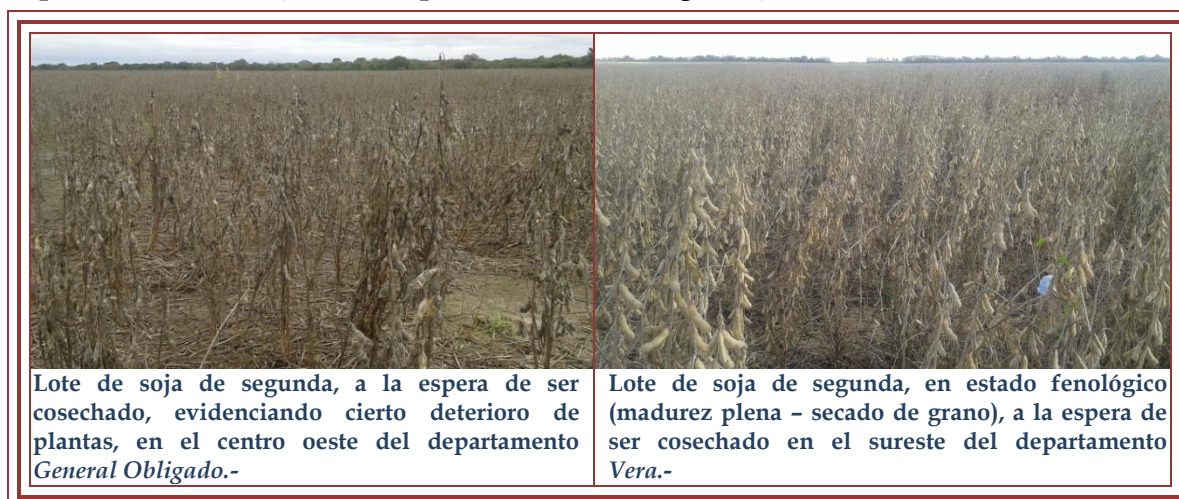 Lote de soja de segunda, a la espera de ser
cosechado, evidenciando cierto deterioro de
plantas, en el centro oeste del departamento
General Obligado.-
Lote de soja de segunda, en estado fenológico
(madurez plena – secado de grano), a la espera de
ser cosechado en el sureste del departamento
Vera.-